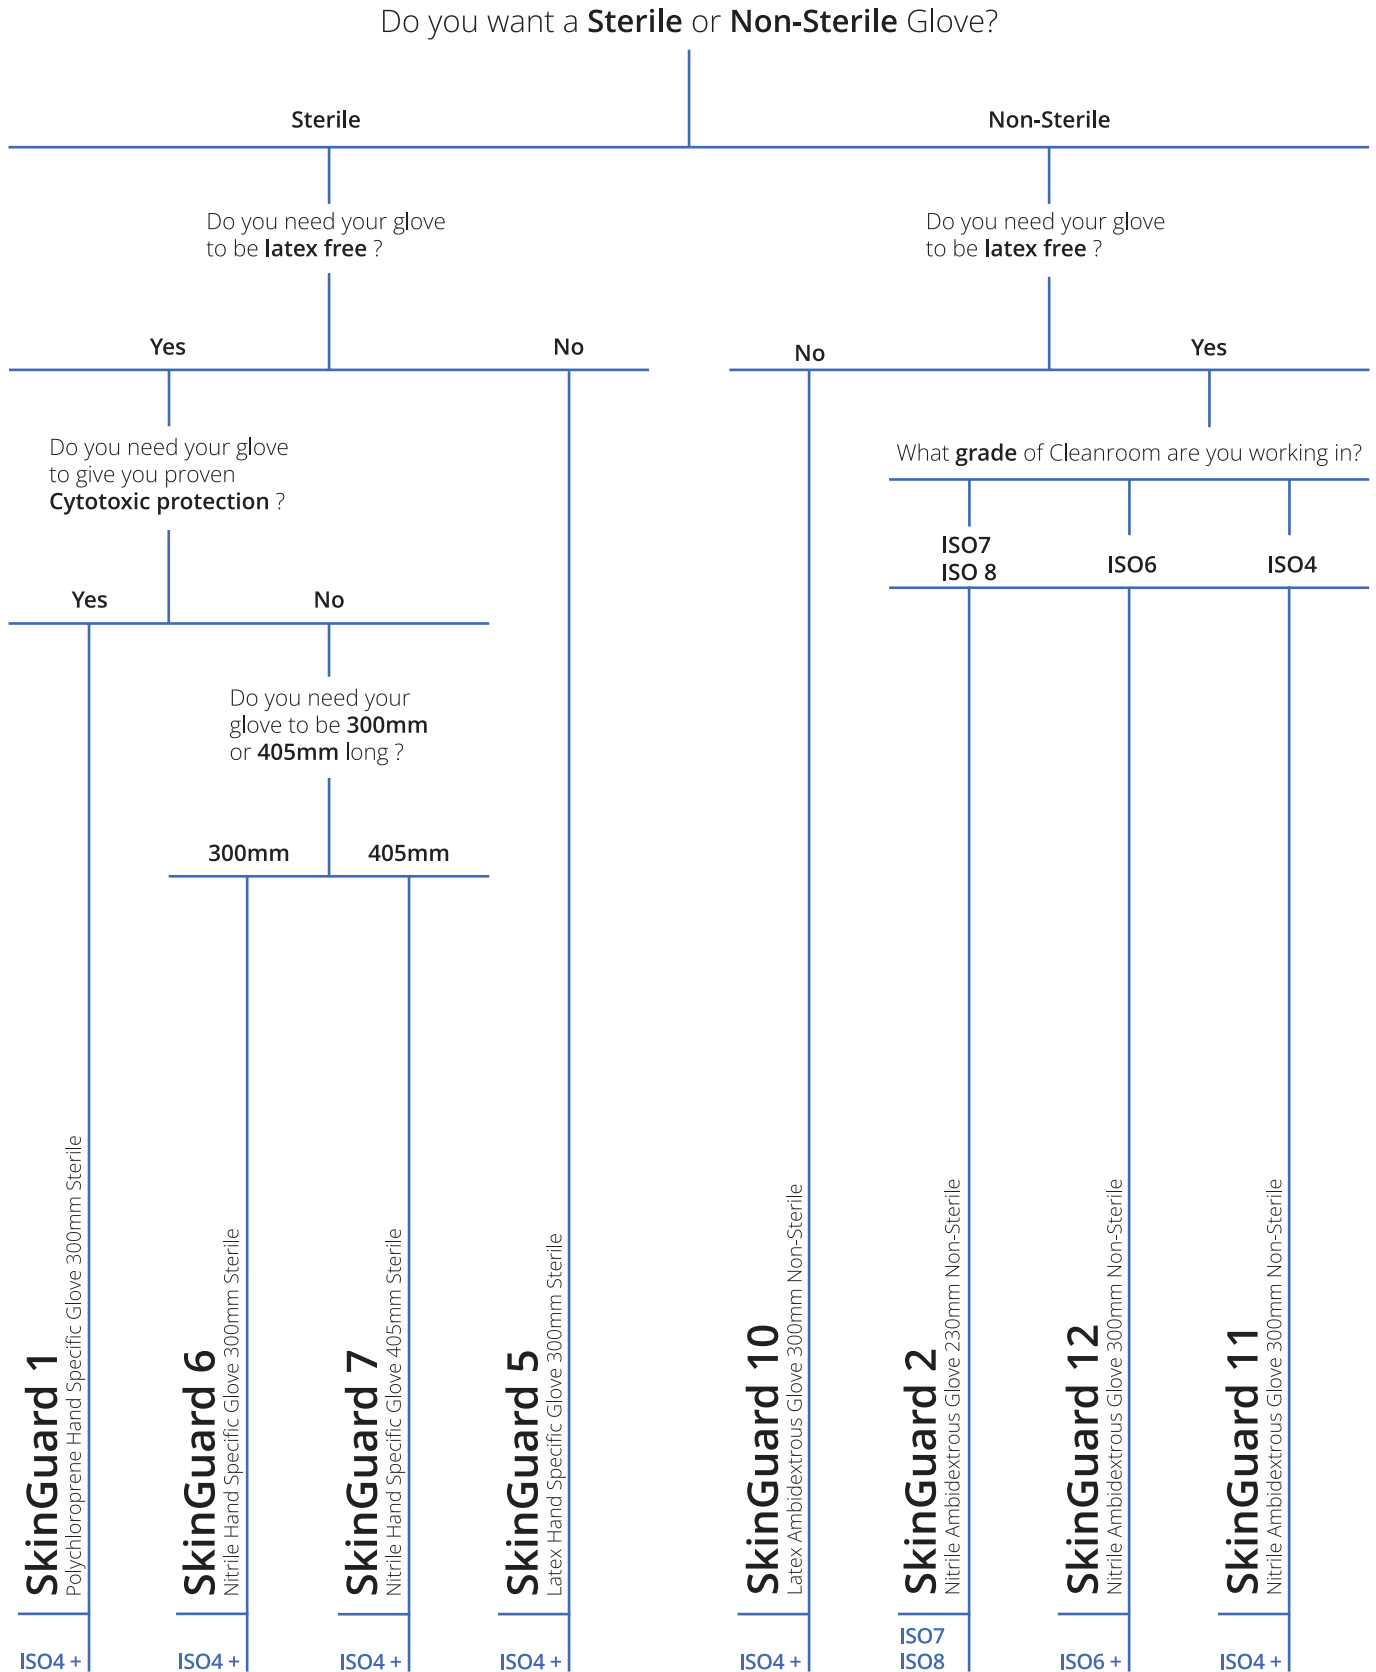 Do you want a Sterile or Non-Sterile Glove?
Sterile
Non-Sterile
Do you need your glove
to be latex free ?
Do you need your glove
to be latex free ?
Yes
No
No
Yes
Do you need your glove
to give you proven
Cytotoxic protection ?
What grade of Cleanroom are you working in?
ISO7
ISO 8
ISO6
ISO4
Yes
No
Do you need your
glove to be 300mm
or 405mm long ?
300mm
405mm
SkinGuard 1
Polychloroprene Hand Specific Glove 300mm Sterile
SkinGuard 6
Nitrile Hand Specific Glove 300mm Sterile
SkinGuard 7
Nitrile Hand Specific Glove 405mm Sterile
SkinGuard 5
Latex Hand Specific Glove 300mm Sterile
SkinGuard 10
Latex Ambidextrous Glove 300mm Non-Sterile
SkinGuard 2
Nitrile Ambidextrous Glove 230mm Non-Sterile
SkinGuard 12
Nitrile Ambidextrous Glove 300mm Non-Sterile
SkinGuard 11
Nitrile Ambidextrous Glove 300mm Non-Sterile
ISO4 +
ISO4 +
ISO4 +
ISO4 +
ISO4 +
ISO7
ISO8
ISO6 +
ISO4 +